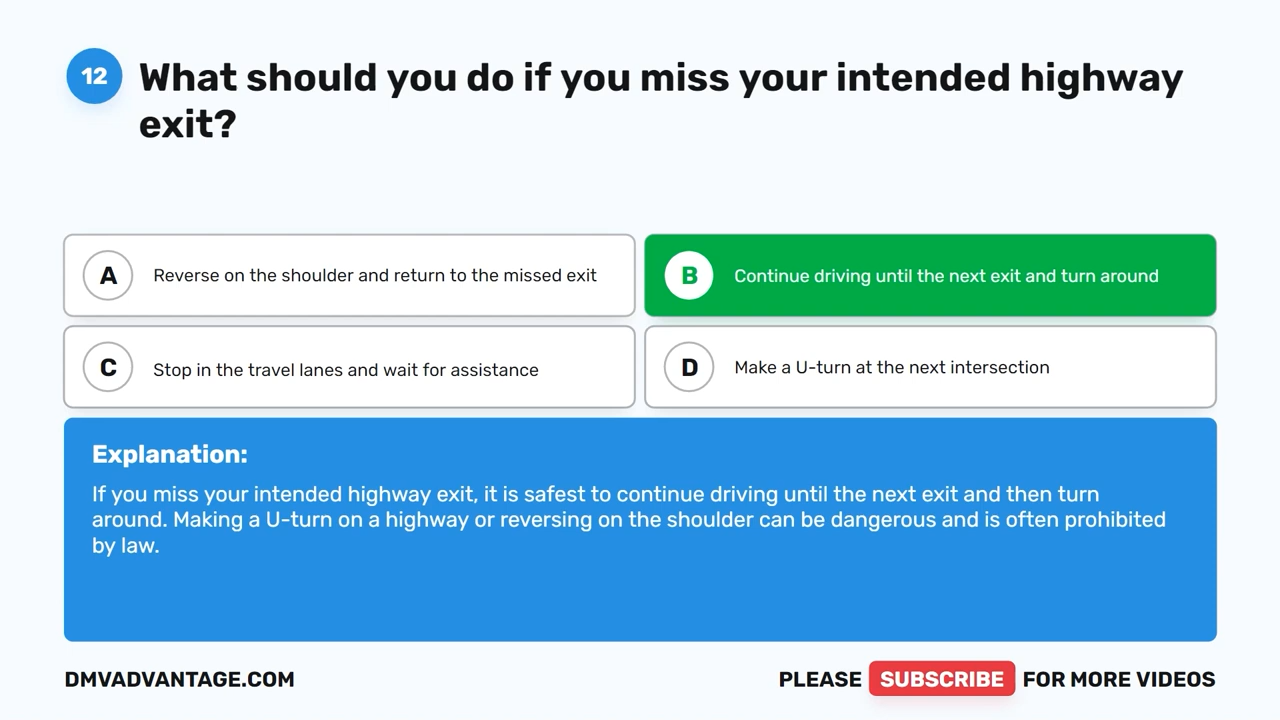 12
What should you do if you miss your intended highway
exit?
A Reverse on the shoulder and return to the missed exit
B Continue driving until the next exit and turn around
C Stop in the travel lanes and wait for assistance
D Make a U-turn at the next intersection
Explanation:
If you miss your intended highway exit, it is safest to continue driving until the next exit and then turn
around. Making a U-turn on a highway or reversing on the shoulder can be dangerous and is often prohibited
by law.
DMVADVANTAGE.COM
PLEASE SUBSCRIBE FOR MORE VIDEOS